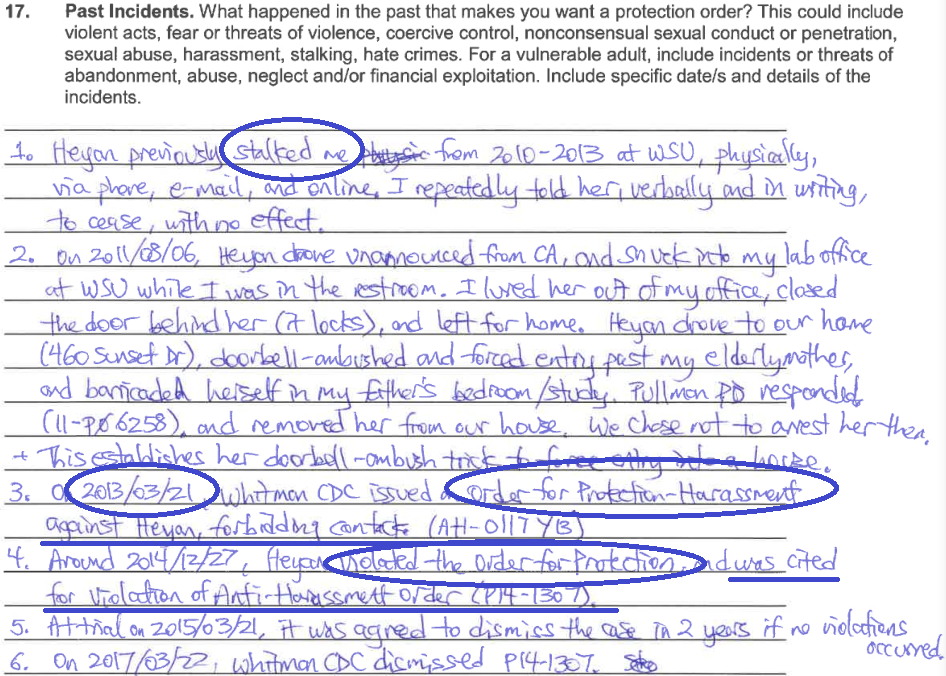 17. Past Incidents. What happened in the past that makes you want a protection order? This could include
violent acts, fear or threats of violence, coercive control, nonconsensual sexual conduct or penetration,
sexual abuse, harassment, stalking, hate crimes. For a vulnerable adult, include incidents or threats of
abandonment, abuse, neglect and/or financial exploitation. Include specific date/s and details of the
incidents.
1. Heyan previously stalked me from 2010-2013 at WSU, physically,
via phone, e-mail, and online. I repeatedly told her, verbally and in writing,
to cease, with no effect.
2. On 2011/08/06, Heyan drove unannounced from CA, and snuck into my lab office
at WSU while I was in the restroom. I lured her out of my office, closed
the door behind her (it locks), and left for home. Heyan drove to our home
(460 Sunset Dr), doorbell-ambushed and forced entry past my elderly mother,
and barricaded herself in my father's bedroom/study. Pullman PD responded
(11-P06258), and removed her from our house. We chose not to arrest her then.
+ This establishes her doorbell-ambush trick to force entry into a house.
3. On 2013/03/21, Whitman CDC issued an Order for Protection-Harassment
against Heyan, forbidding contact. (AH-0117 YB)
4. Around 2014/12/27, Heyan violated the Order for Protection, and was cited
for Violation of Anti-Harassment Order (P14-1307).
5. At trial on 2015/03/21, it was agreed to dismiss the case in 2 years if no violations
occurred.
6. On 2017/03/22, Whitman CDC dismissed P14-1307.